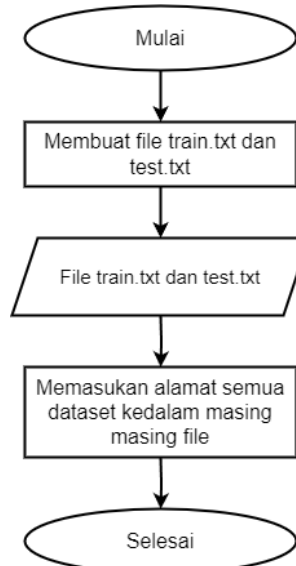 Mulai
Membuat file train.txt dan
test.txt
File train.txt dan test.txt
Memasukan alamat semua
dataset kedalam masing
masing file
Selesai